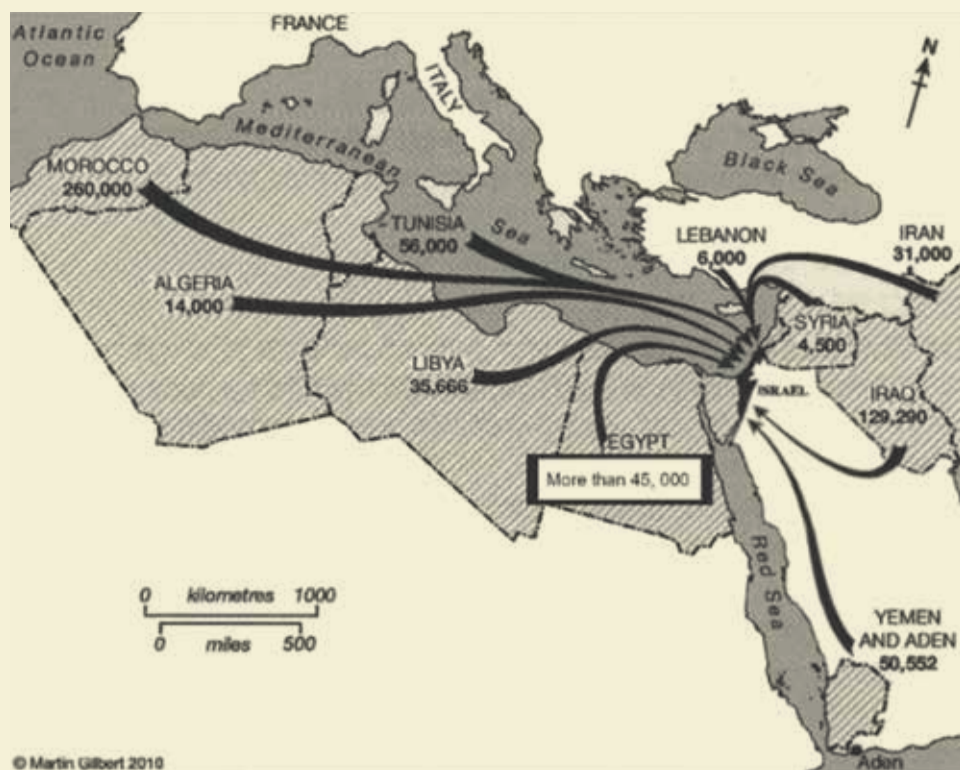 Atlantic
Ocean
FRANCE
ITALY
N
Mediterranean
Sea
Black Sea
MOROCCO
260,000
TUNISIA
56,000
LEBANON
6,000
IRAN
31,000
ALGERIA
14,000
SYRIA
4,500
LIBYA
35,666
ISRAEL
IRAQ
129,290
EGYPT
More than 45, 000
Red Sea
0 kilometres 1000
0 miles 500
YEMEN
AND ADEN
50,552
Aden
© Martin Gilbert 2010